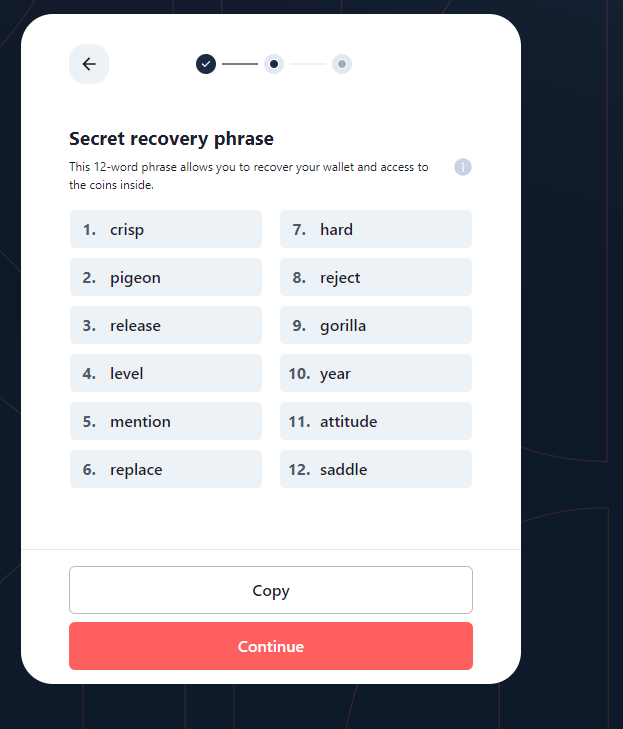 Secret recovery phrase
This 12-word phrase allows you to recover your wallet and access to
the coins inside.
1. crisp
2. pigeon
3. release
4. level
5. mention
6. replace
7. hard
8. reject
9. gorilla
10. year
11. attitude
12. saddle
Copy
Continue